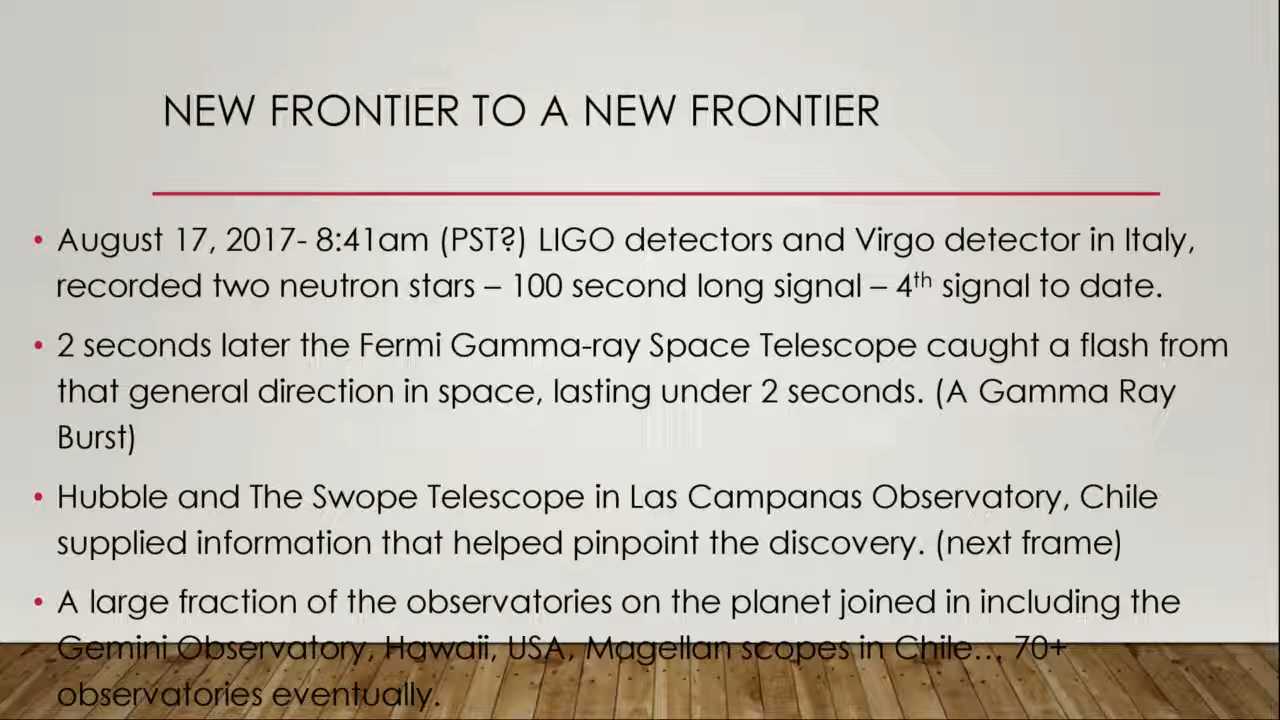 NEW FRONTIER TO A NEW FRONTIER
• August 17, 2017- 8:41am (PST?) LIGO detectors and Virgo detector in Italy,
recorded two neutron stars – 100 second long signal – 4th signal to date.
• 2 seconds later the Fermi Gamma-ray Space Telescope caught a flash from
that general direction in space, lasting under 2 seconds. (A Gamma Ray
Burst)
• Hubble and The Swope Telescope in Las Campanas Observatory, Chile
supplied information that helped pinpoint the discovery. (next frame)
• A large fraction of the observatories on the planet joined in including the
Gemini Observatory, Hawaii, USA, Magellan scopes in Chile… 70+
observatories eventually.